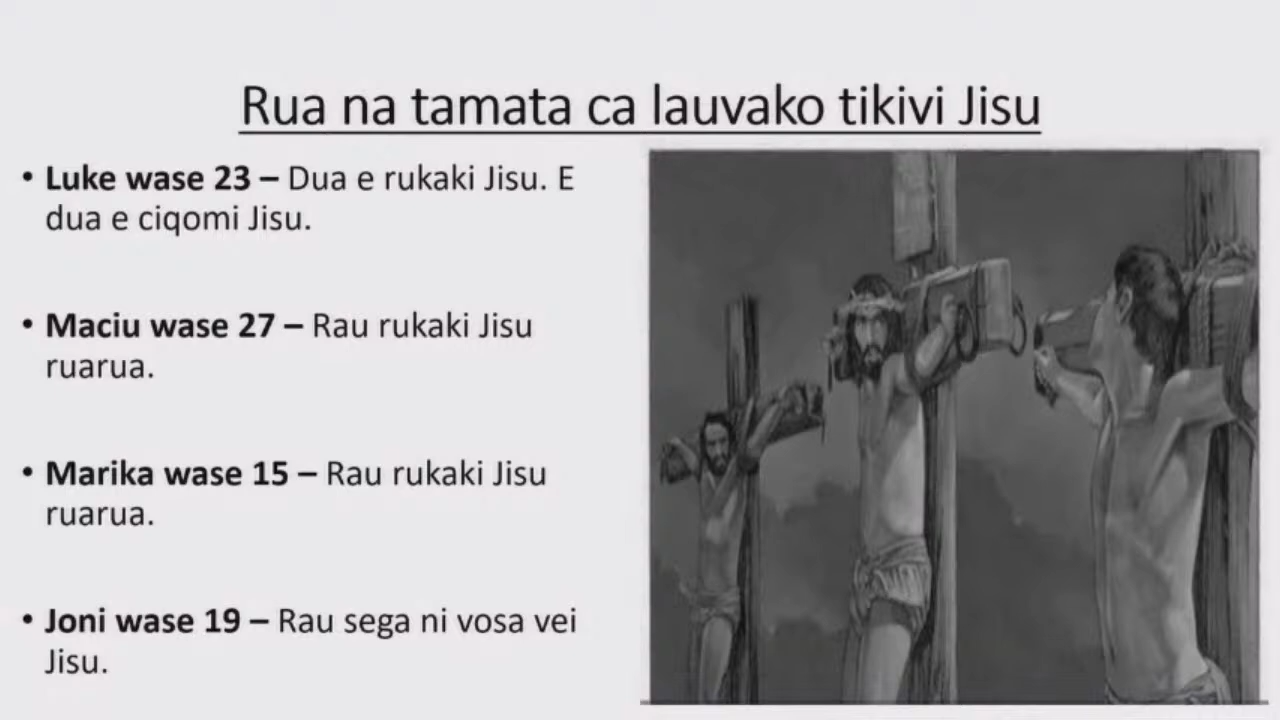 Rua na tamata ca lauvako tikivi Jisu
• Luke wase 23 – Dua e rukaki Jisu. E
dua e ciqomi Jisu.
• Maciu wase 27 – Rau rukaki Jisu
ruarua.
• Marika wase 15 – Rau rukaki Jisu
ruarua.
• Joni wase 19 – Rau sega ni vosa vei
Jisu.